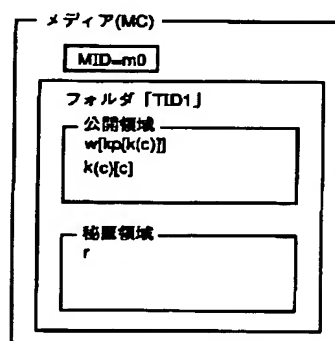 メディア(MC)
MID=m0
フォルダ「TID1」
公開領域
w[kp[k(c)]]
k(c)[c]
秘匿領域
r